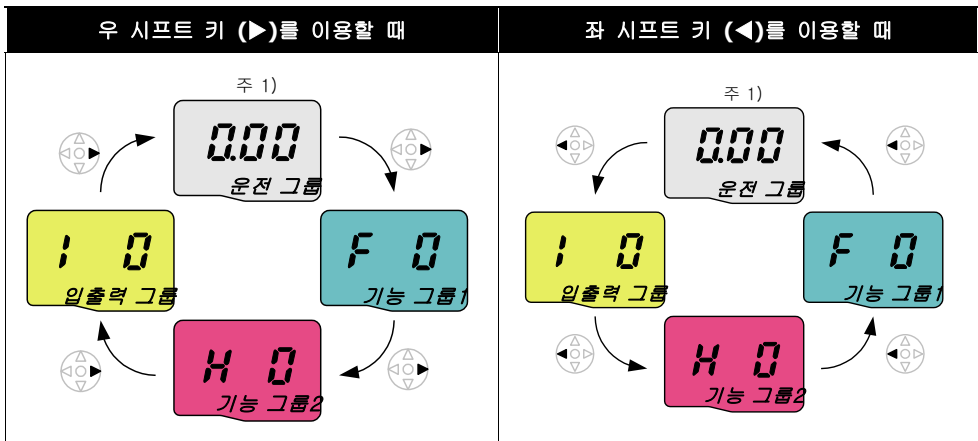 우 시프트 키 (▶)를 이용할 때
주 1)
0.00
운전 그룹
F 0
기능 그룹1
H 0
기능 그룹2
I 0
입출력 그룹
좌 시프트 키 (◀)를 이용할 때
주 1)
0.00
운전 그룹
I 0
입출력 그룹
H 0
기능 그룹2
F 0
기능 그룹1